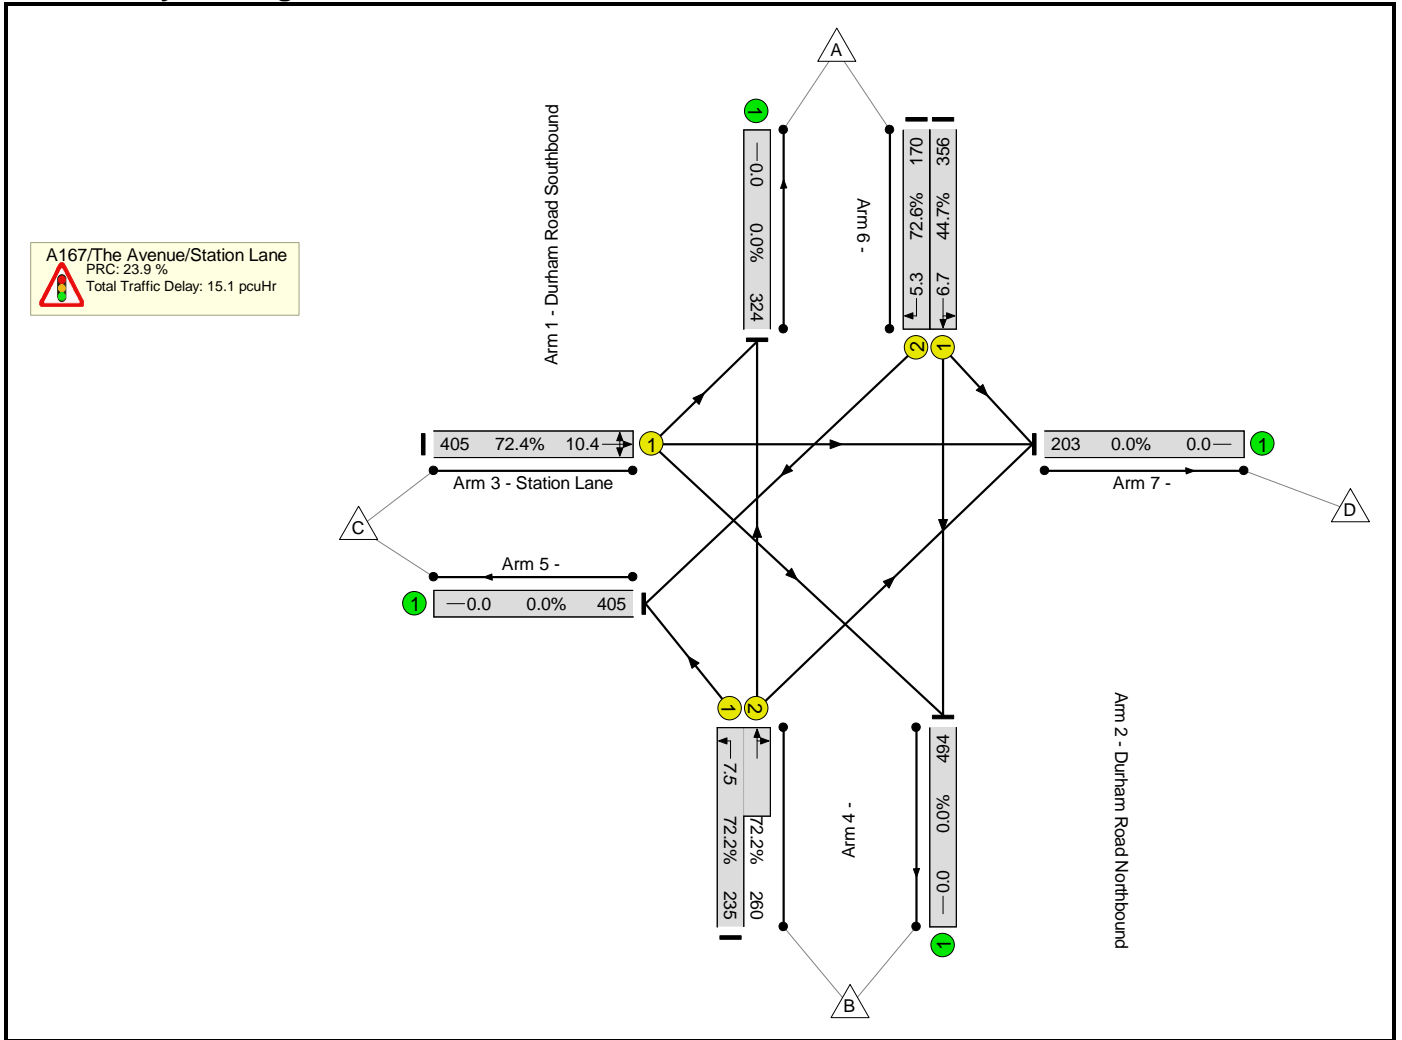 A
1
Arm 1 - Durham Road Southbound
0.0
0.0%
324
Arm 6 -
170
72.6%
5.3
356
44.7%
6.7
2
1
A167/The Avenue/Station Lane
PRC: 23.9 %
Total Traffic Delay: 15.1 pcuHr
405 72.4% 10.4
1
Arm 3 - Station Lane
203 0.0% 0.0
1
Arm 7 -
C
D
Arm 5 -
1
0.0 0.0% 405
1
2
7.5
72.2%
235
72.2%
260
Arm 4 -
494
0.0%
0.0
1
Arm 2 - Durham Road Northbound
B